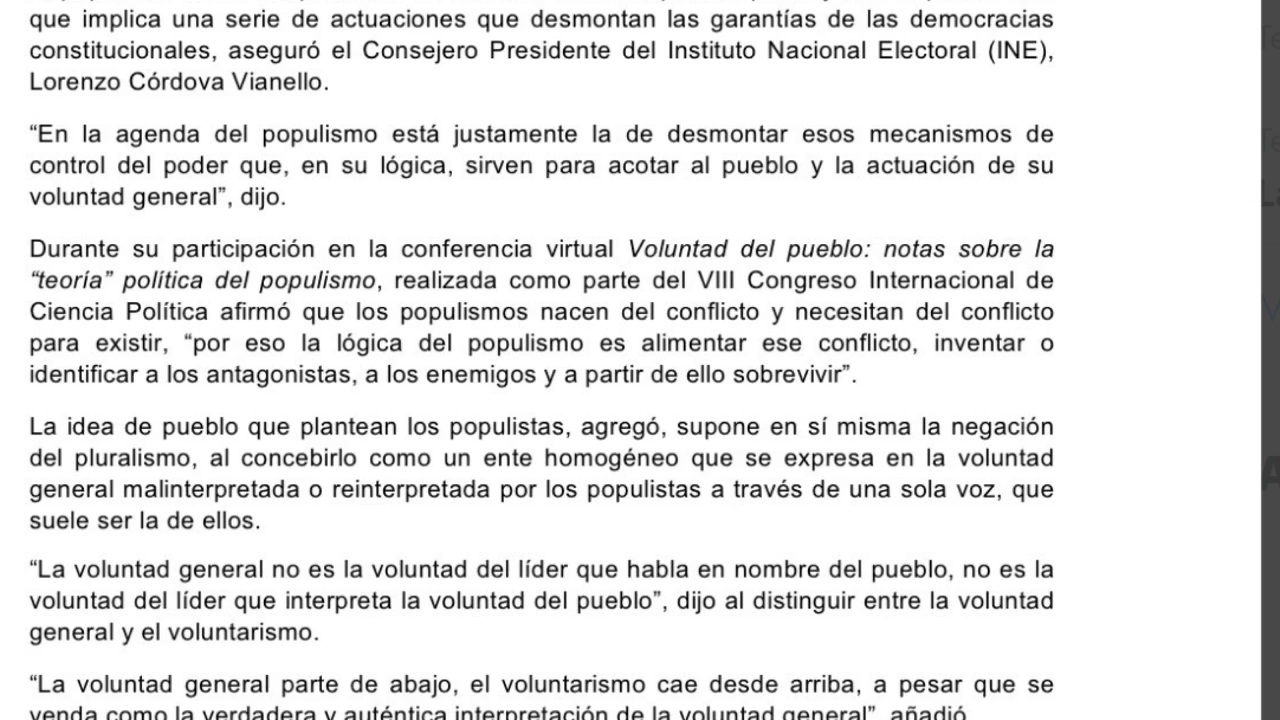 que implica una serie de actuaciones que desmontan las garantías de las democracias
constitucionales, aseguró el Consejero Presidente del Instituto Nacional Electoral (INE),
Lorenzo Córdova Vianello.
“En la agenda del populismo está justamente la de desmontar esos mecanismos de
control del poder que, en su lógica, sirven para acotar al pueblo y la actuación de su
voluntad general”, dijo.
Durante su participación en la conferencia virtual Voluntad del pueblo: notas sobre la
“teoría” política del populismo, realizada como parte del VIII Congreso Internacional de
Ciencia Política afirmó que los populismos nacen del conflicto y necesitan del conflicto
para existir, “por eso la lógica del populismo es alimentar ese conflicto, inventar o
identificar a los antagonistas, a los enemigos y a partir de ello sobrevivir”.
La idea de pueblo que plantean los populistas, agregó, supone en sí misma la negación
del pluralismo, al concebirlo como un ente homogéneo que se expresa en la voluntad
general malinterpretada o reinterpretada por los populistas a través de una sola voz, que
suele ser la de ellos.
“La voluntad general no es la voluntad del líder que habla en nombre del pueblo, no es la
voluntad del líder que interpreta la voluntad del pueblo”, dijo al distinguir entre la voluntad
general y el voluntarismo.
“La voluntad general parte de abajo, el voluntarismo cae desde arriba, a pesar que se
venda como la verdadera y auténtica interpretación de la voluntad general”, añadió